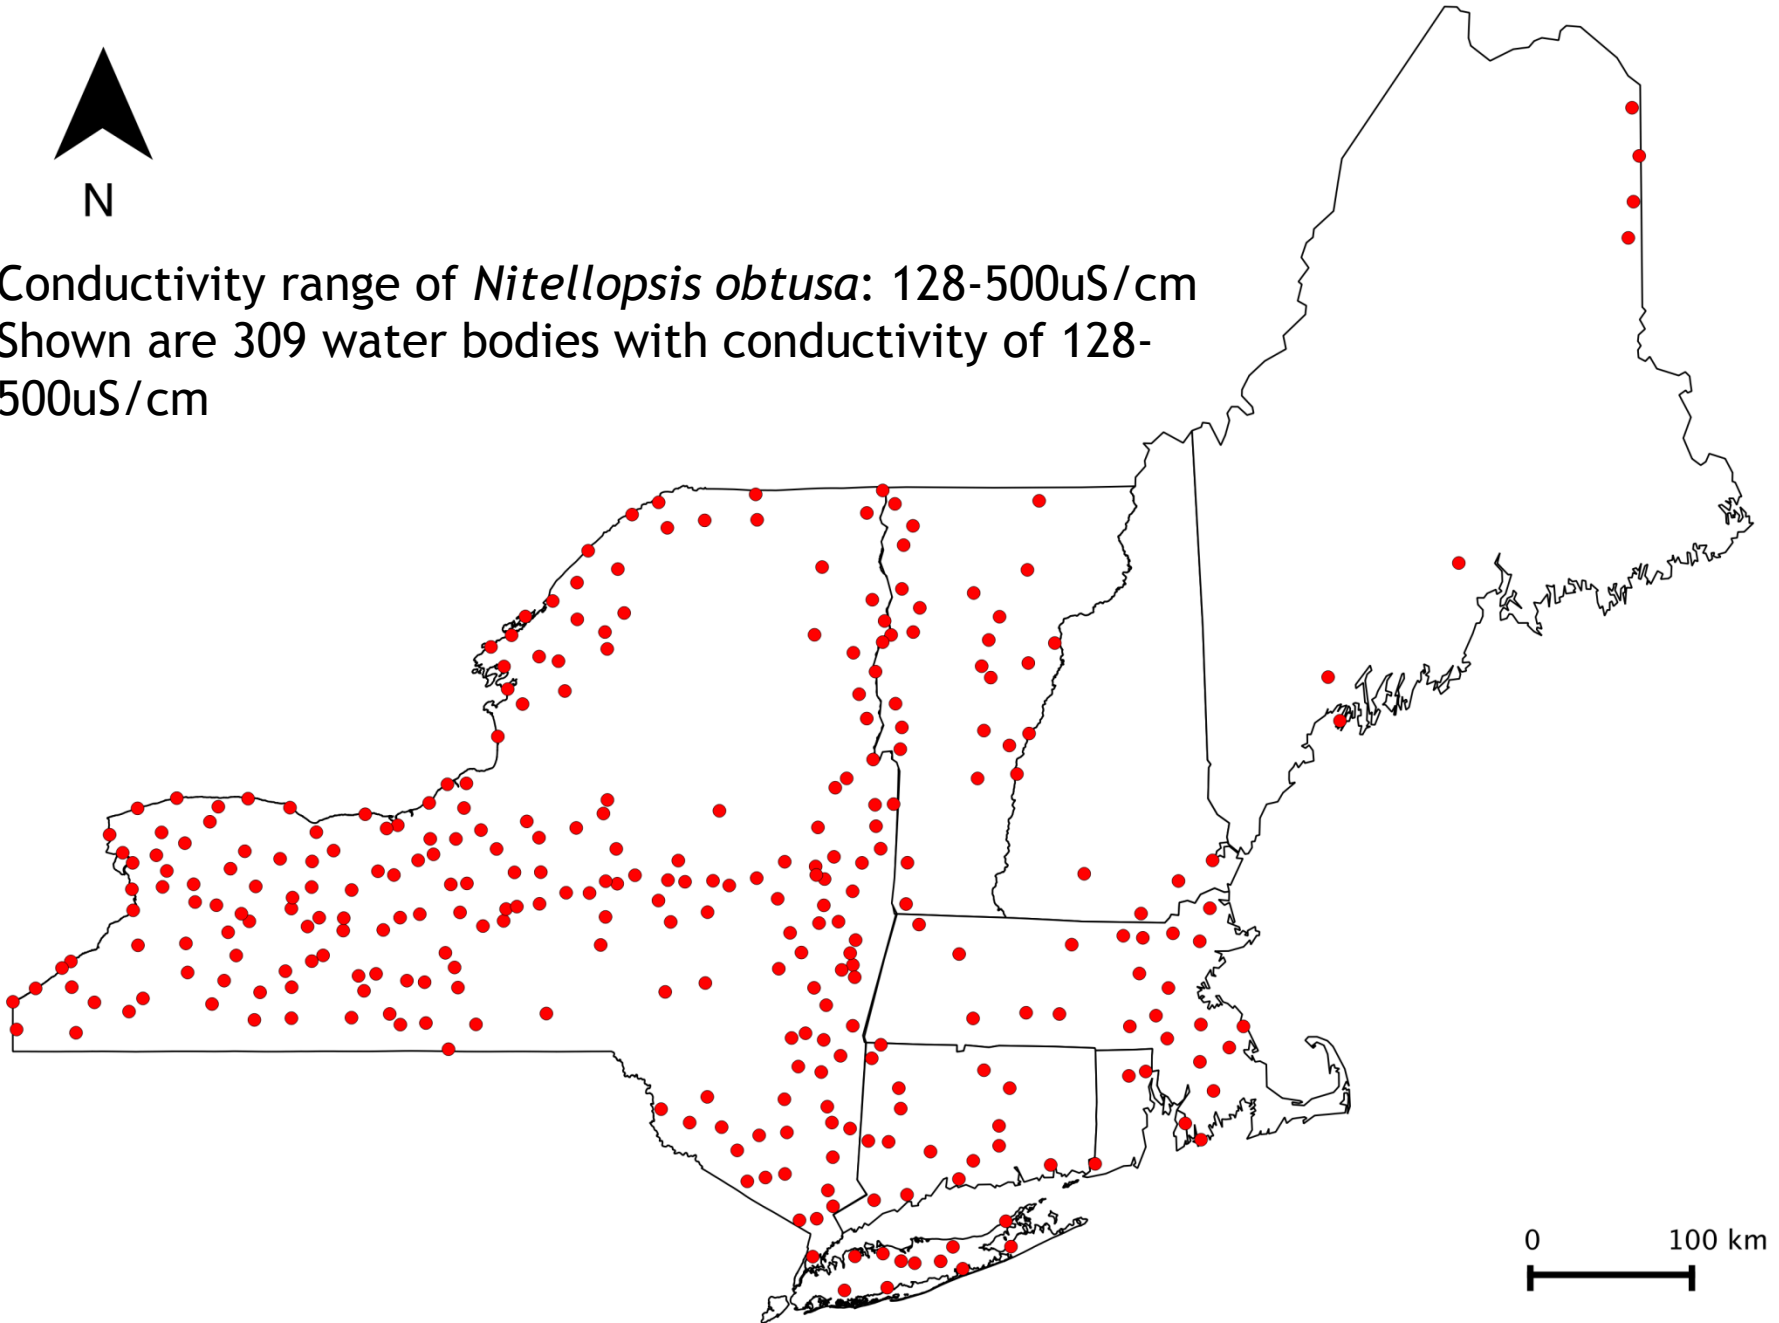 N
Conductivity range of Nitellopsis obtusa: 128-500uS/cm
Shown are 309 water bodies with conductivity of 128-
500uS/cm
0 100 km